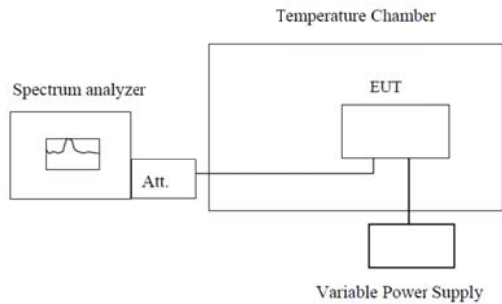 Temperature Chamber
Spectrum analyzer
EUT
Att.
Variable Power Supply